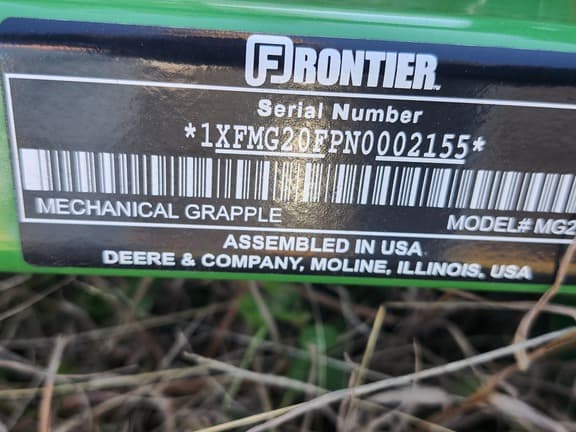 FRONTIER
Serial Number
*1XFMG20FPN0002155*
MECHANICAL GRAPPLE
MODEL# MG2
ASSEMBLED IN USA
DEERE & COMPANY, MOLINE, ILLINOIS, USA